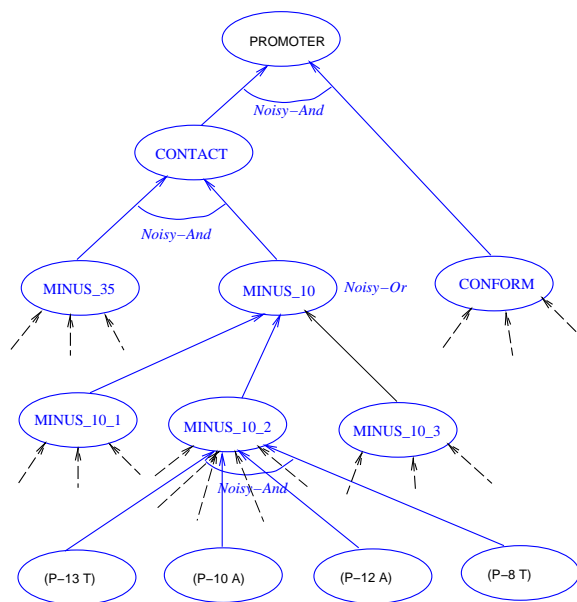 PROMOTER
Noisy−And
CONTACT
Noisy−And
MINUS_35
MINUS_10
Noisy−Or
CONFORM
MINUS_10_1
MINUS_10_2
MINUS_10_3
Noisy−And
(P−13 T)
(P−10 A)
(P−12 A)
(P−8 T)